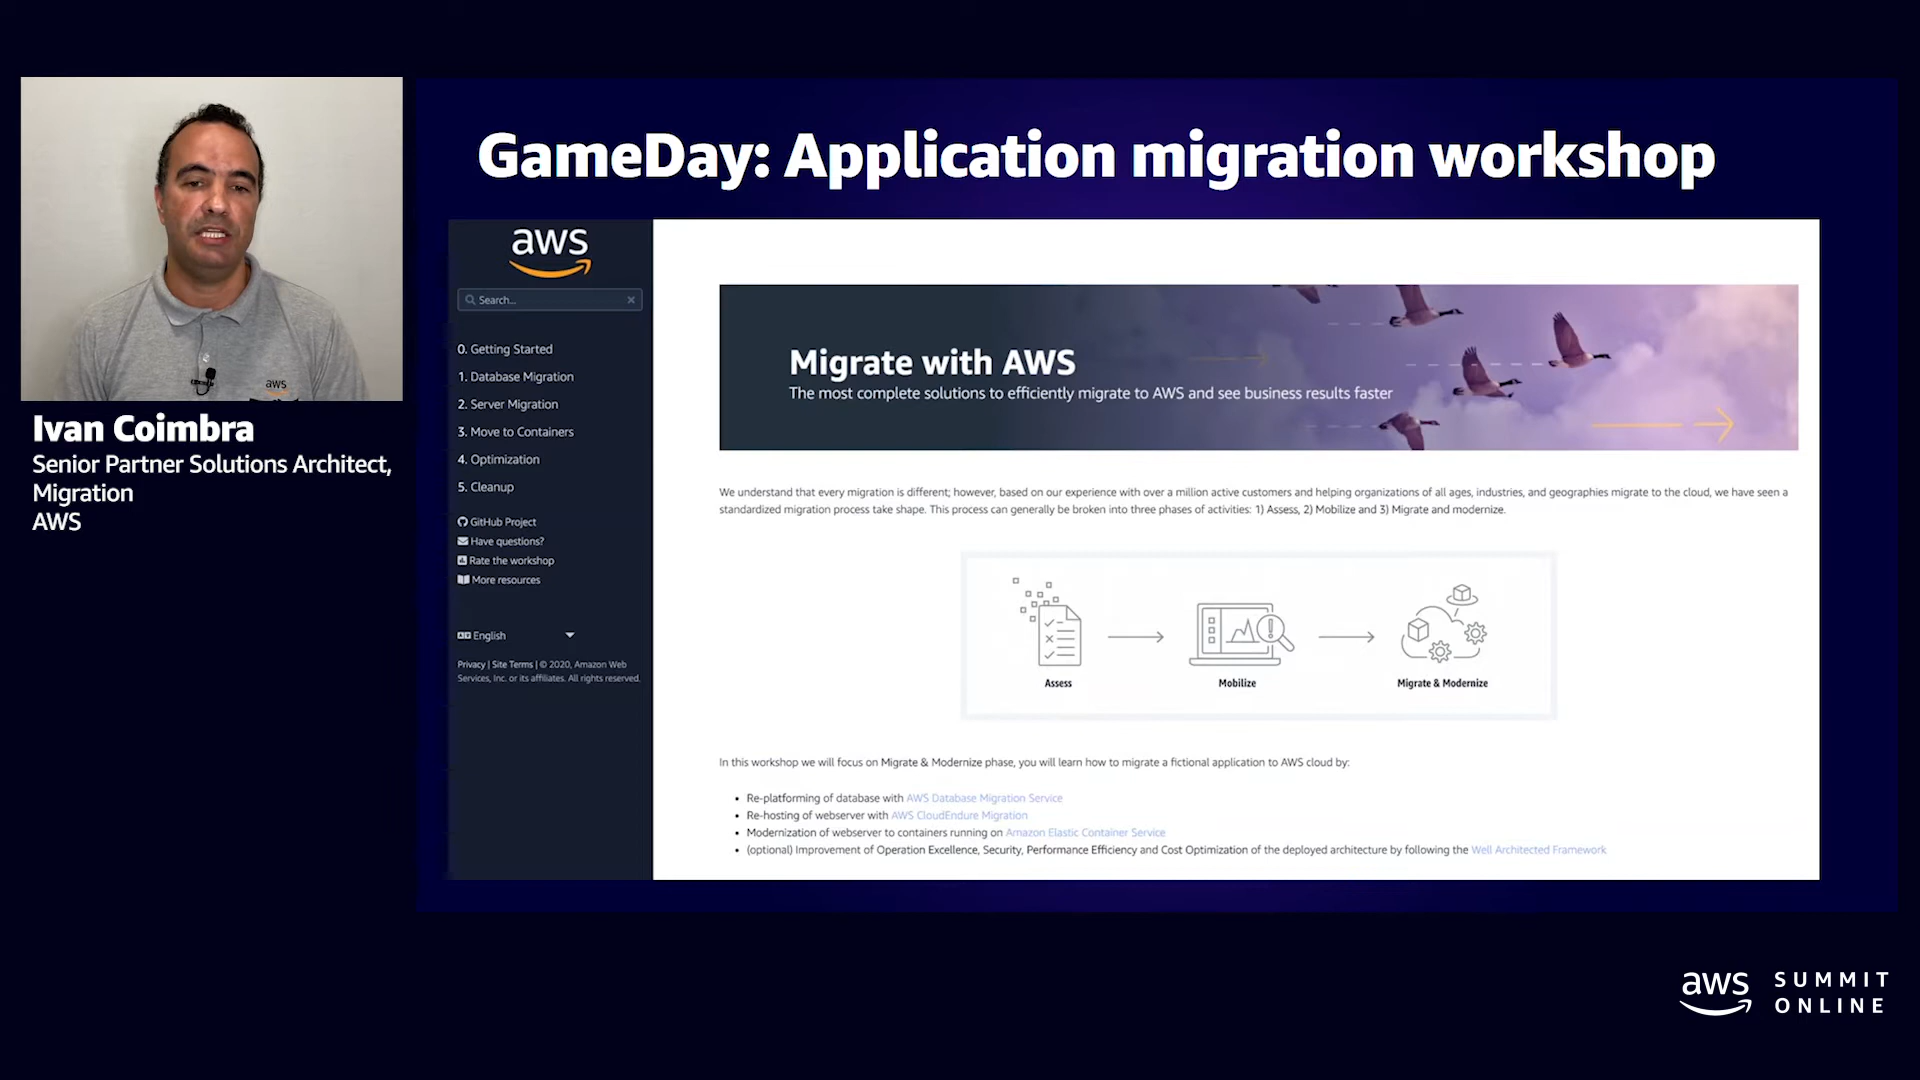 GameDay: Application migration workshop
aws
Ivan Coimbra
Senior Partner Solutions Architect,
Migration
AWS
aws
Search...
0. Getting Started
1. Database Migration
2. Server Migration
3. Move to Containers
4. Optimization
5. Cleanup
GitHub Project
Have questions?
Rate the workshop
More resources
English
Privacy | Site Terms | © 2020, Amazon Web
Services, Inc. or its affiliates. All rights reserved.
Migrate with AWS
The most complete solutions to efficiently migrate to AWS and see business results faster
We understand that every migration is different; however, based on our experience with over a million active customers and helping organizations of all ages, industries, and geographies migrate to the cloud, we have seen a
standardized migration process take shape. This process can generally be broken into three phases of activities: 1) Assess, 2) Mobilize and 3) Migrate and modernize.
Assess
Mobilize
Migrate & Modernize
In this workshop we will focus on Migrate & Modernize phase, you will learn how to migrate a fictional application to AWS cloud by:
• Re-platforming of database with AWS Database Migration Service
• Re-hosting of webserver with AWS CloudEndure Migration
• Modernization of webserver to containers running on Amazon Elastic Container Service
• (optional) Improvement of Operation Excellence, Security, Performance Efficiency and Cost Optimization of the deployed architecture by following the Well Architected Framework
aws SUMMIT
ONLINE